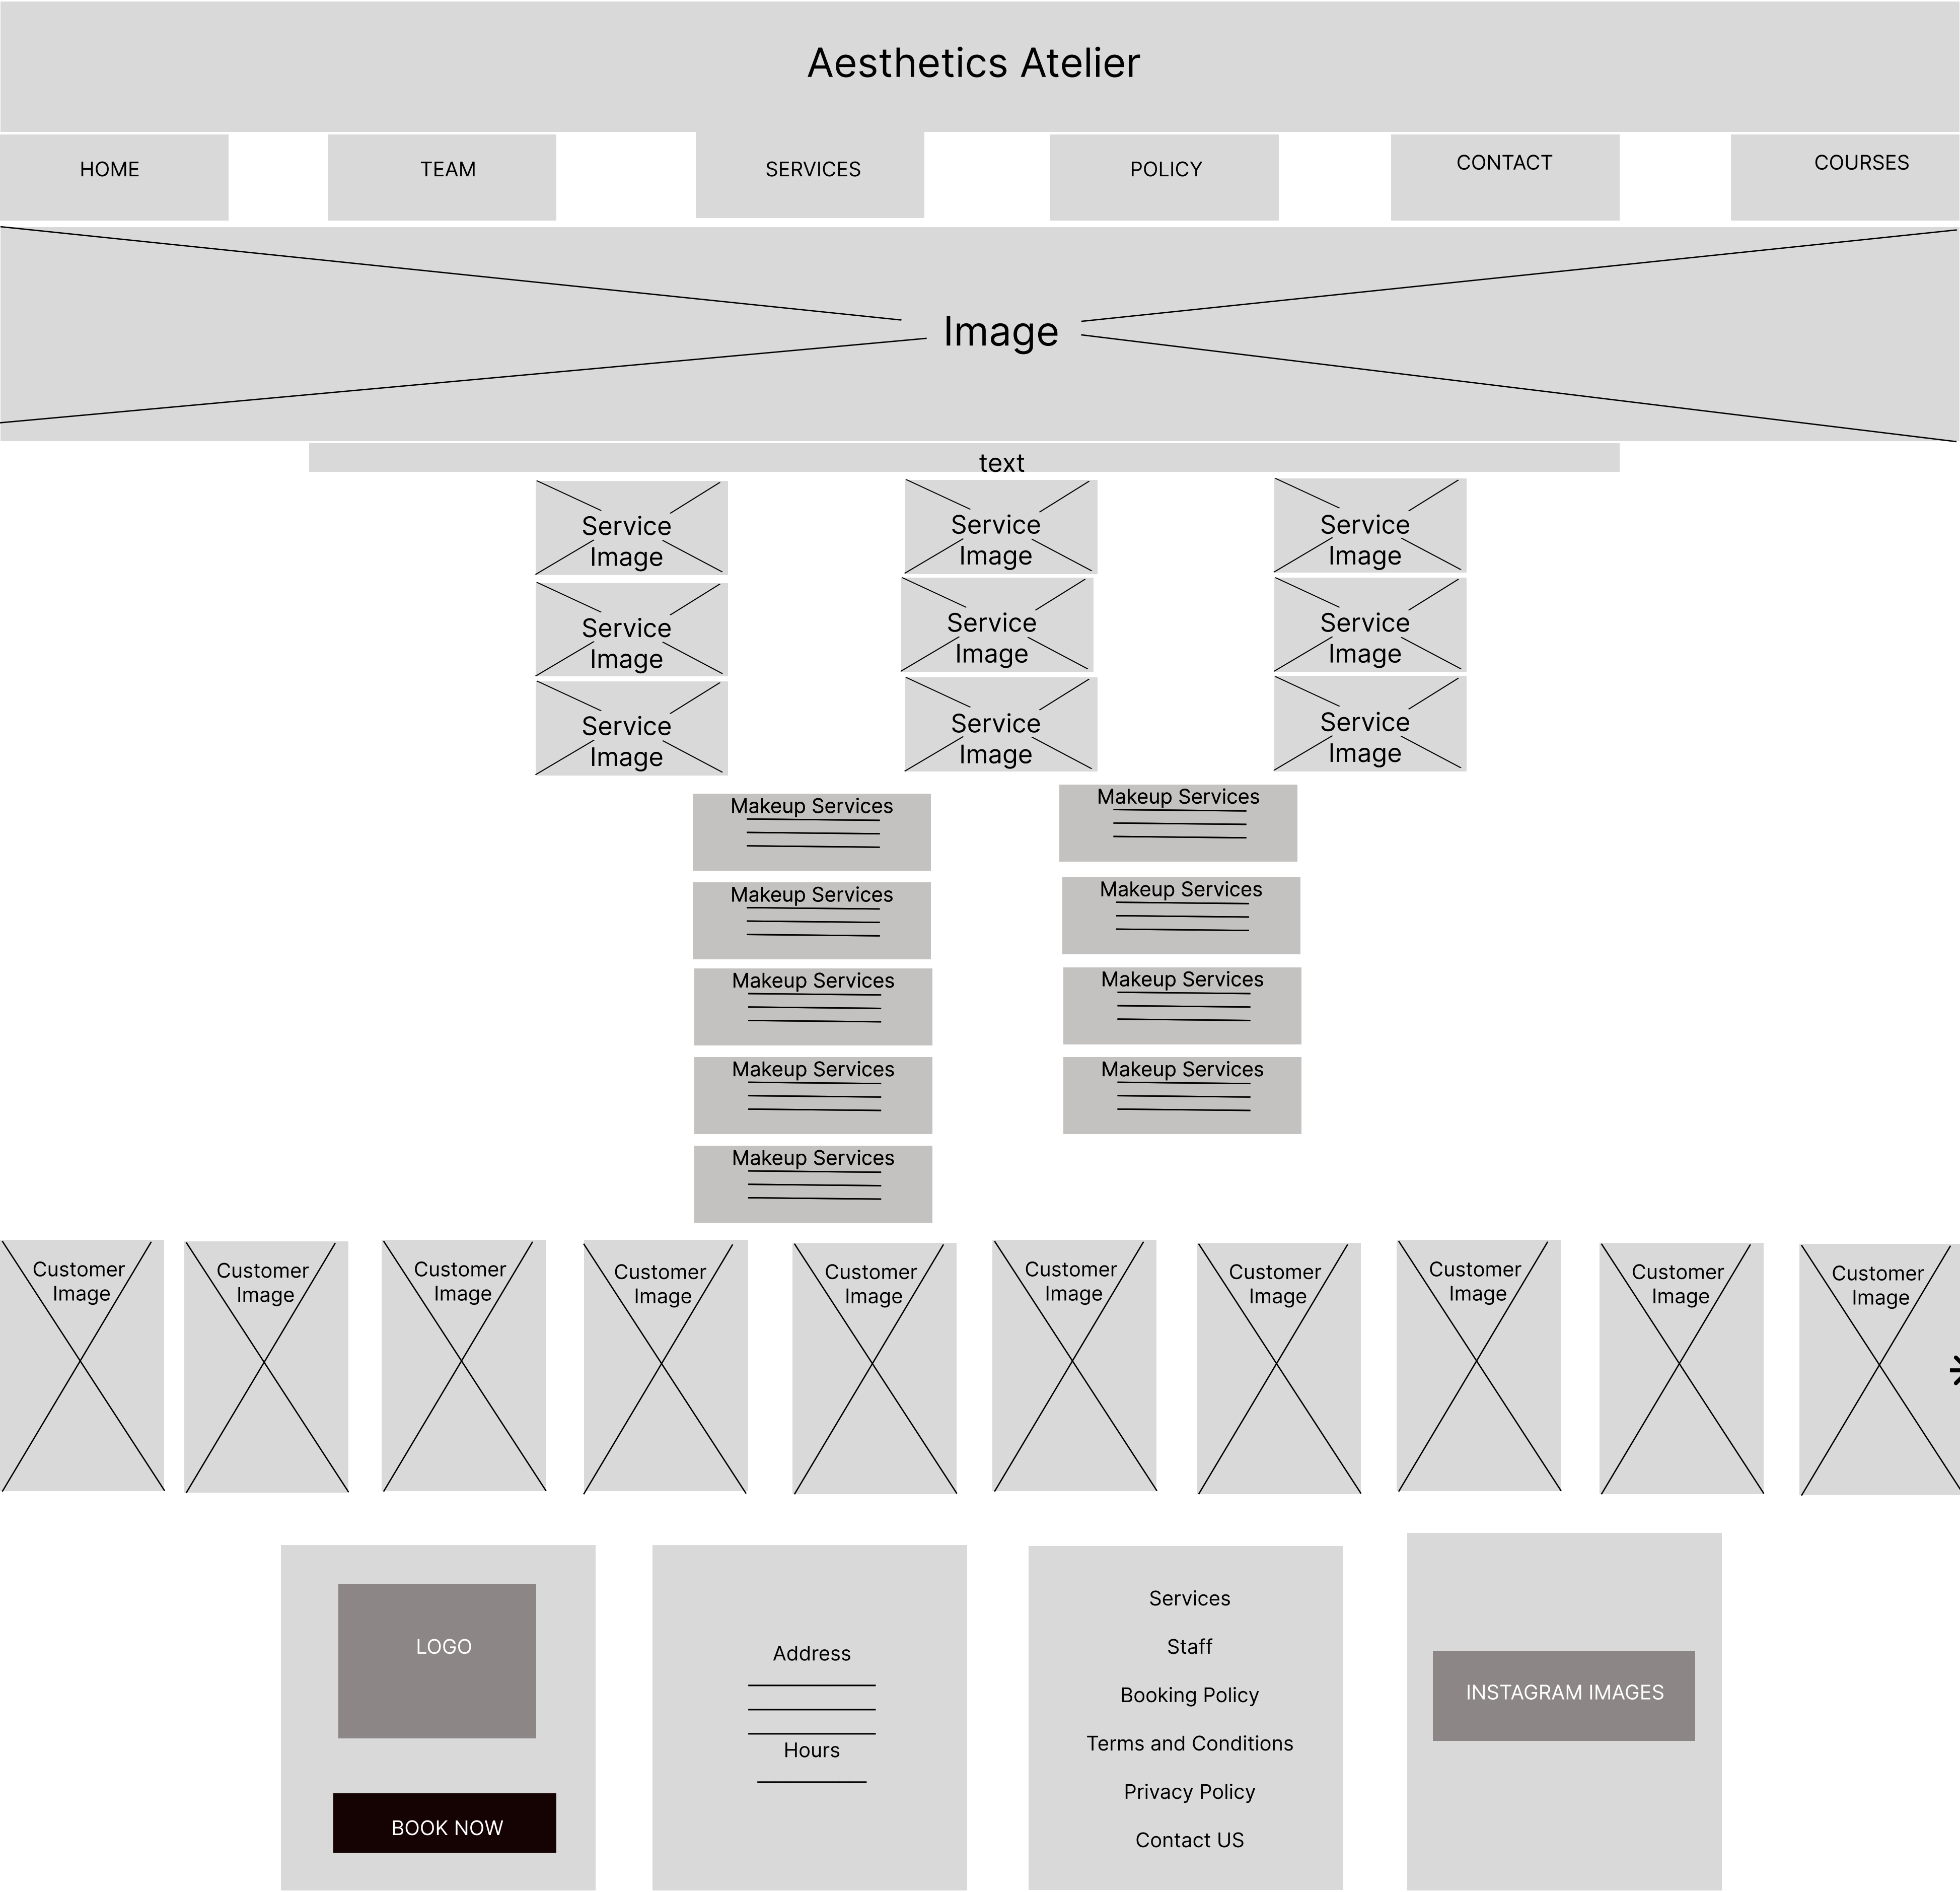 Aesthetics Atelier
HOME
TEAM
SERVICES
POLICY
CONTACT
COURSES
Image
text
Service
Image
Service
Image
Service
Image
Service
Image
Service
Image
Service
Image
Service
Image
Service
Image
Service
Image
Makeup Services
Makeup Services
Makeup Services
Makeup Services
Makeup Services
Makeup Services
Makeup Services
Makeup Services
Makeup Services
Customer
Image
Customer
Image
Customer
Image
Customer
Image
Customer
Image
Customer
Image
Customer
Image
Customer
Image
Customer
Image
Customer
Image
LOGO
BOOK NOW
Address
Hours
Services
Staff
Booking Policy
Terms and Conditions
Privacy Policy
Contact US
INSTAGRAM IMAGES